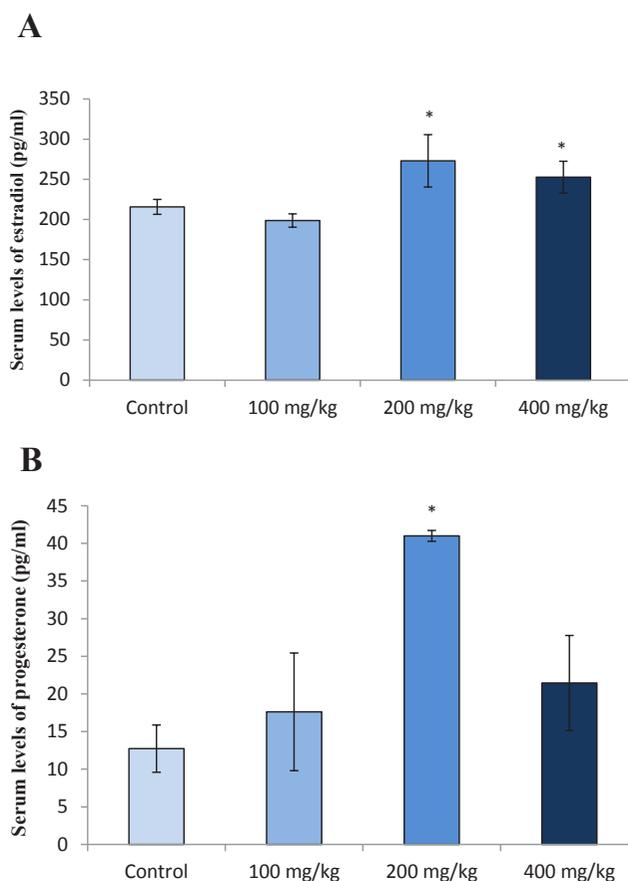 A
Serum levels of estradiol (pg/ml)
350
300
250
200
150
100
50
0
*
*
Control
100 mg/kg
200 mg/kg
400 mg/kg
B
Serum levels of progesterone (pg/ml)
45
40
35
30
25
20
15
10
5
0
*
Control
100 mg/kg
200 mg/kg
400 mg/kg